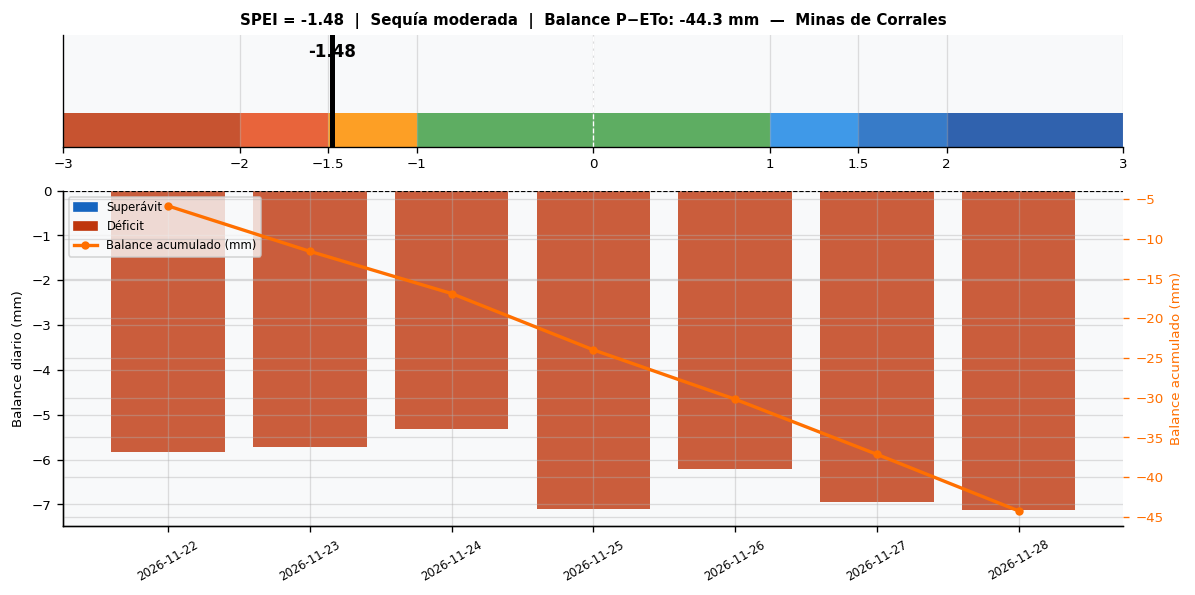 SPEI = -1.48 | Sequía moderada | Balance P−ETo: -44.3 mm — Minas de Corrales
-1.48
−3 −2 −1.5 −1 0 1 1.5 2 3
Superávit
Déficit
Balance acumulado (mm)
Balance diario (mm)
0
−1
−2
−3
−4
−5
−6
−7
−5
−10
−15
−20
−25
−30
−35
−40
−45
Balance acumulado (mm)
2026-11-22 2026-11-23 2026-11-24 2026-11-25 2026-11-26 2026-11-27 2026-11-28